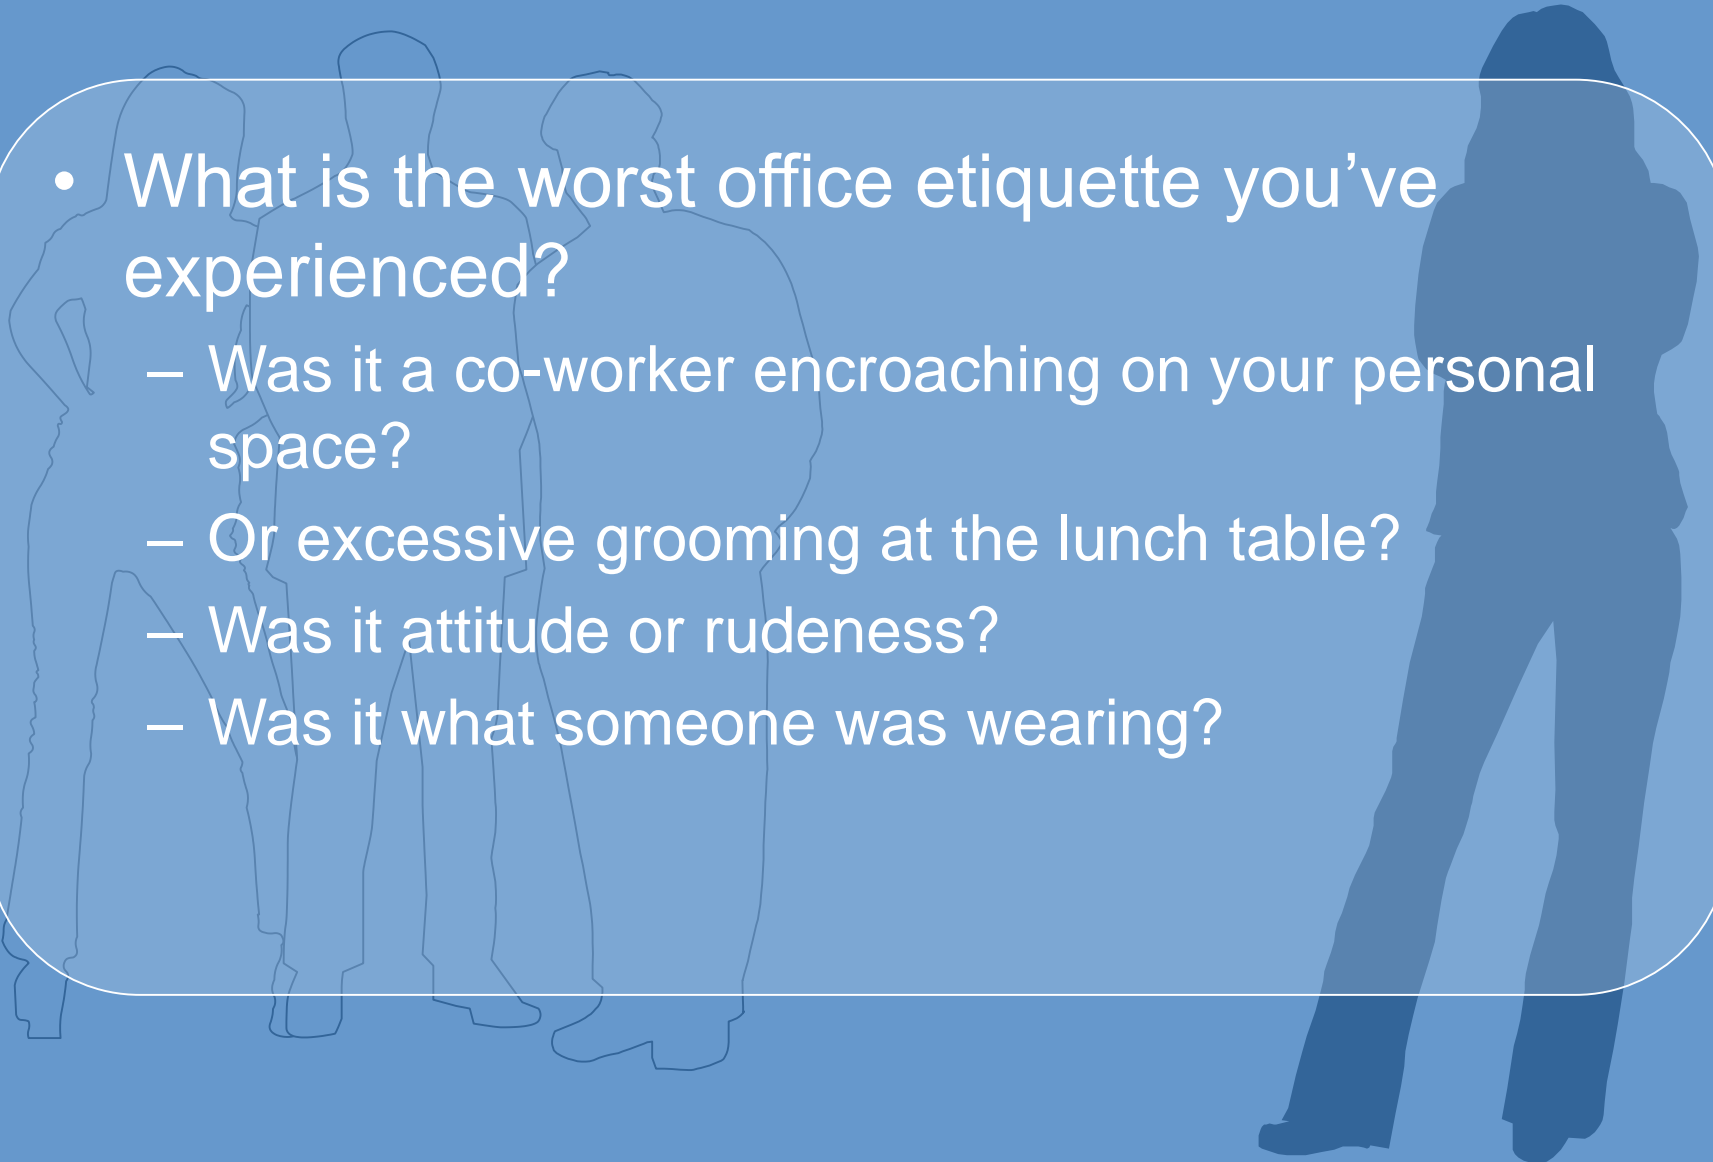 • What is the worst office etiquette you’ve
experienced?
– Was it a co-worker encroaching on your personal
space?
– Or excessive grooming at the lunch table?
– Was it attitude or rudeness?
– Was it what someone was wearing?